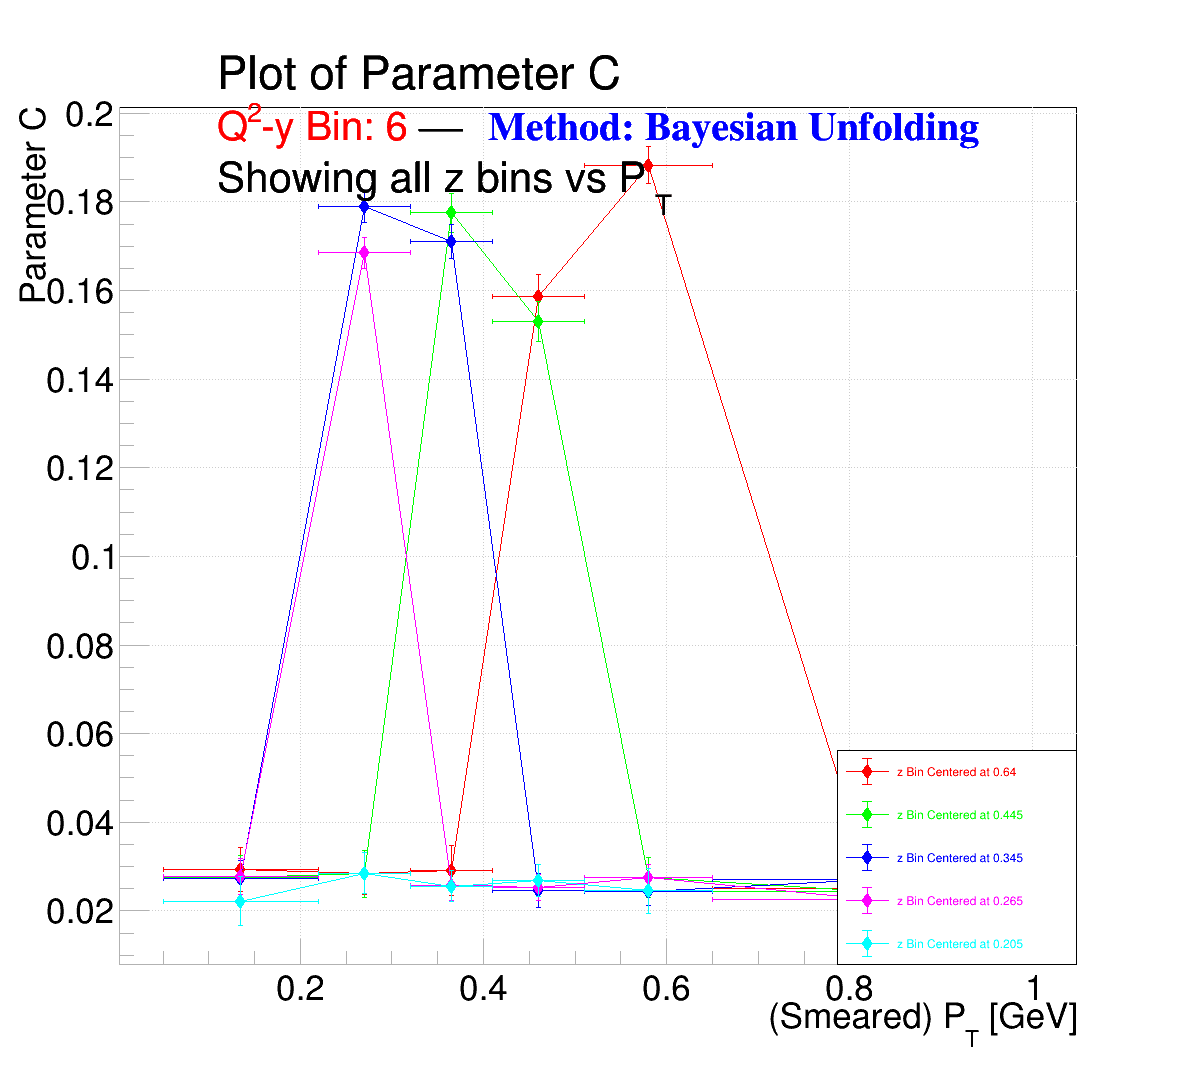 Plot of Parameter C
Q²-y Bin: 6 — Method: Bayesian Unfolding
Showing all z bins vs P_T
Parameter C
0.2
0.18
0.16
0.14
0.12
0.1
0.08
0.06
0.04
0.02
z Bin Centered at 0.64
z Bin Centered at 0.445
z Bin Centered at 0.345
z Bin Centered at 0.265
z Bin Centered at 0.205
0.2 0.4 0.6 0.8 1
(Smeared) P_T [GeV]